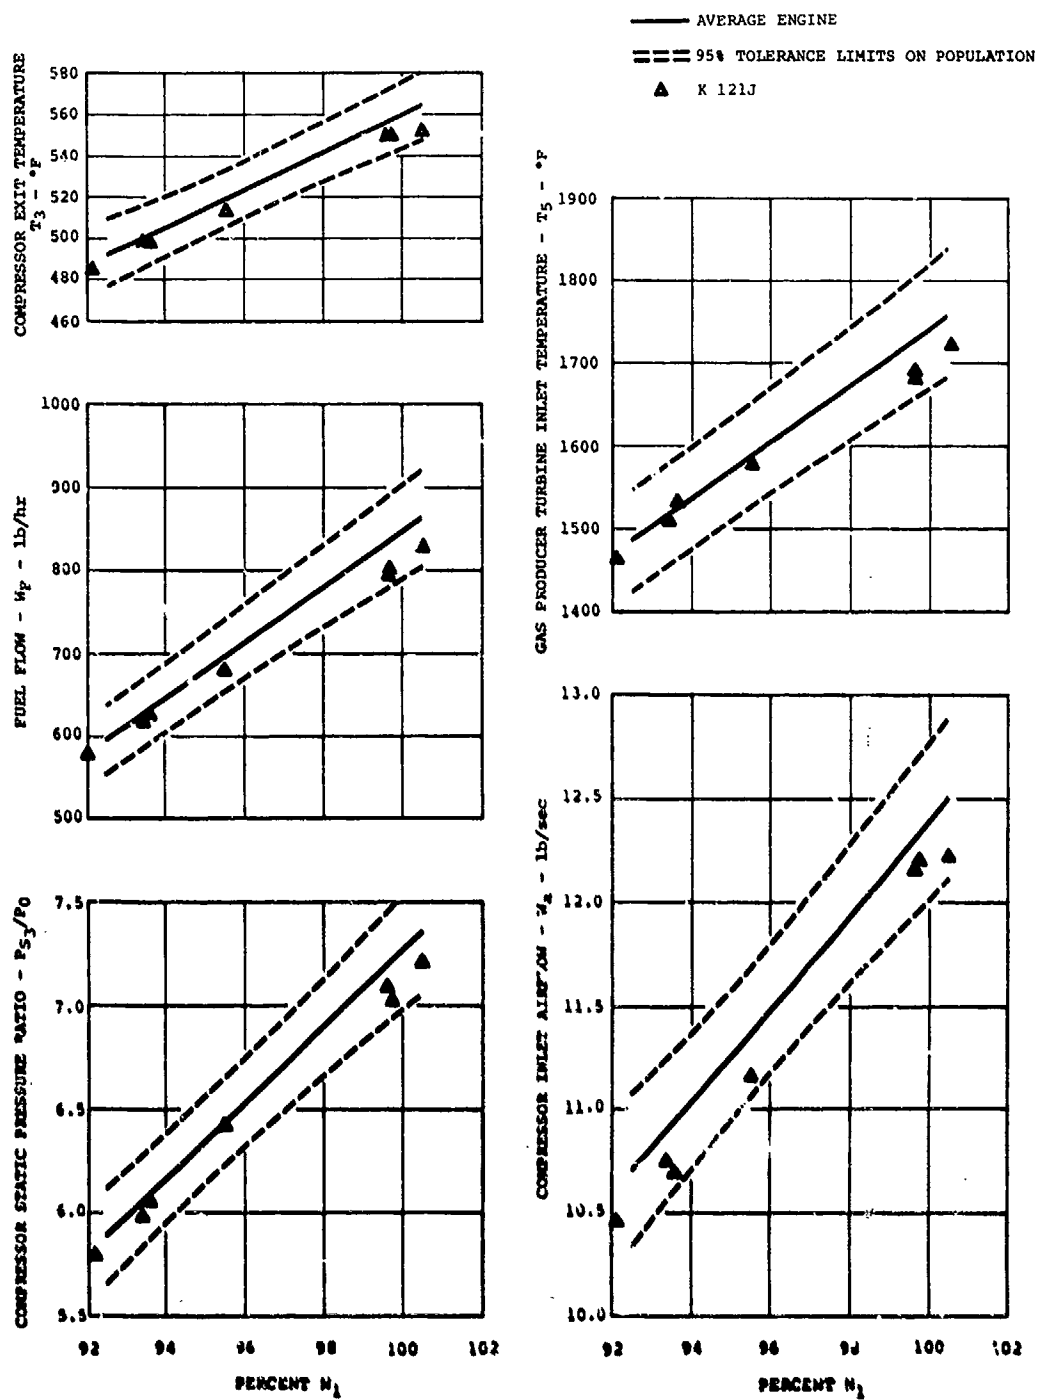 AVERAGE ENGINE
95% TOLERANCE LIMITS ON POPULATION
K 121J
COMPRESSOR EXIT TEMPERATURE
T3 - °F
580
560
540
520
500
480
460
FUEL FLOW - WF - lb/hr
1000
900
800
700
600
500
COMPRESSOR STATIC PRESSURE RATIO - PS3/P0
7.5
7.0
6.5
6.0
5.5
92 94 96 98 100 102
PERCENT N1
GAS PRODUCER TURBINE INLET TEMPERATURE - T5 - °F
1900
1800
1700
1600
1500
1400
COMPRESSOR INLET AIRFLOW - Wa - lb/sec
13.0
12.5
12.0
11.5
11.0
10.5
10.0
92 94 96 98 100 102
PERCENT N1